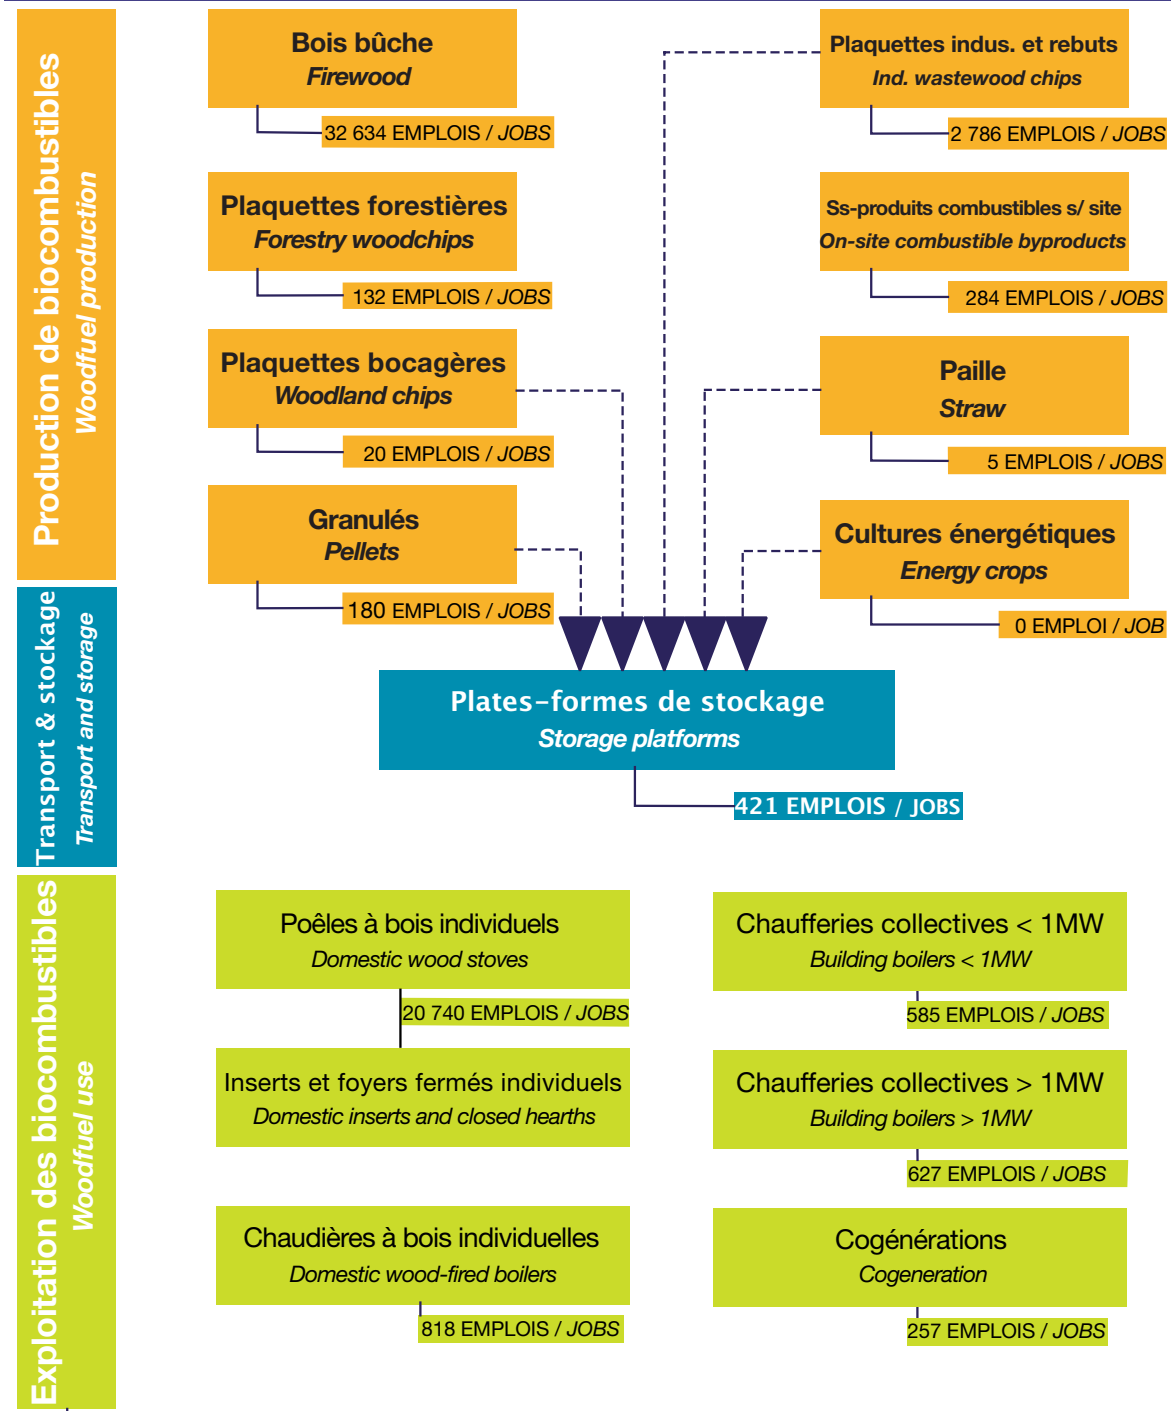 Production de biocombustibles
Woodfuel production
Bois bûche
Firewood
32 634 EMPLOIS / JOBS
Plaquettes forestières
Forestry woodchips
132 EMPLOIS / JOBS
Plaquettes bocagères
Woodland chips
20 EMPLOIS / JOBS
Granulés
Pellets
180 EMPLOIS / JOBS
Plaquettes indus. et rebuts
Ind. wastewood chips
2 786 EMPLOIS / JOBS
Ss-produits combustibles s/ site
On-site combustible byproducts
284 EMPLOIS / JOBS
Paille
Straw
5 EMPLOIS / JOBS
Cultures énergétiques
Energy crops
0 EMPLOI / JOB
Transport & stockage
Transport and storage
Plates-formes de stockage
Storage platforms
421 EMPLOIS / JOBS
Exploitation des biocombustibles
Woodfuel use
Poêles à bois individuels
Domestic wood stoves
20 740 EMPLOIS / JOBS
Inserts et foyers fermés individuels
Domestic inserts and closed hearths
Chaudières à bois individuelles
Domestic wood-fired boilers
818 EMPLOIS / JOBS
Chaufferies collectives < 1MW
Building boilers < 1MW
585 EMPLOIS / JOBS
Chaufferies collectives > 1MW
Building boilers > 1MW
627 EMPLOIS / JOBS
Cogénérations
Cogeneration
257 EMPLOIS / JOBS